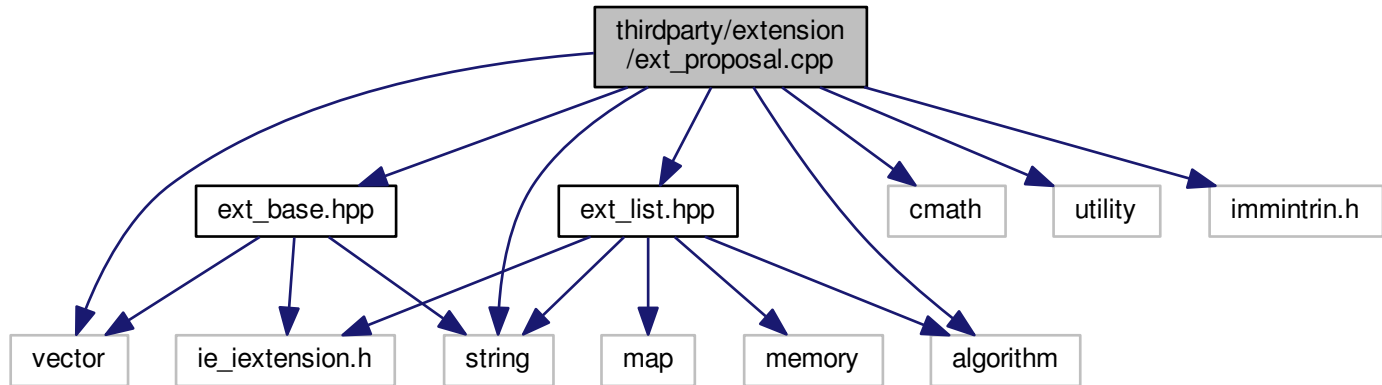 thirdparty/extension
/ext_proposal.cpp
ext_base.hpp
ext_list.hpp
cmath
utility
immintrin.h
vector
ie_iextension.h
string
map
memory
algorithm